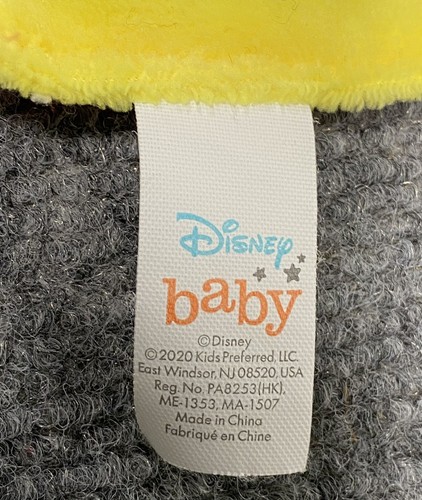 Disney
baby
©Disney
©2020 Kids Preferred, LLC.
East Windsor, NJ 08520, USA
Reg. No. PA8253(HK),
ME-1353, MA-1507
Made in China
Fabriqué en Chine